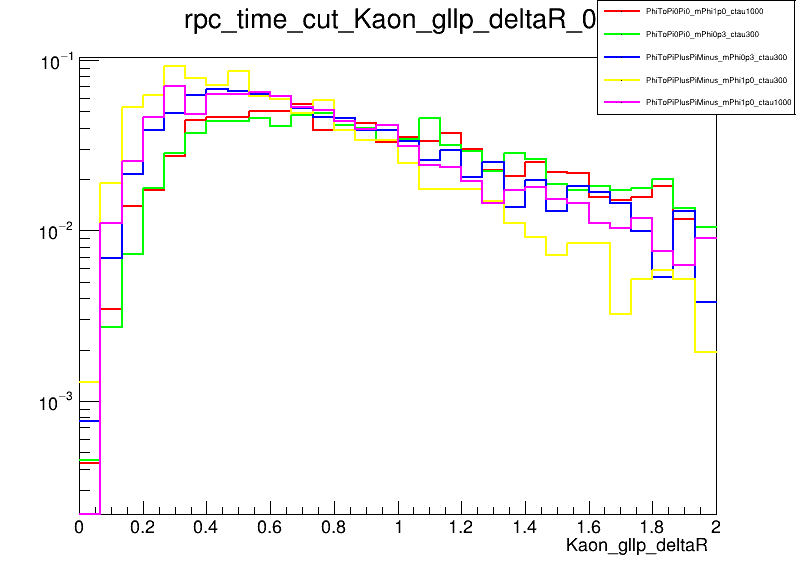 rpc_time_cut_Kaon_gllp_deltaR_0
PhiToPi0Pi0_mPhi1p0_ctau1000
PhiToPi0Pi0_mPhi0p3_ctau300
PhiToPiPlusPiMinus_mPhi0p3_ctau300
PhiToPiPlusPiMinus_mPhi1p0_ctau300
PhiToPiPlusPiMinus_mPhi1p0_ctau1000
10⁻¹
10⁻²
10⁻³
0 0.2 0.4 0.6 0.8 1 1.2 1.4 1.6 1.8 2
Kaon_gllp_deltaR